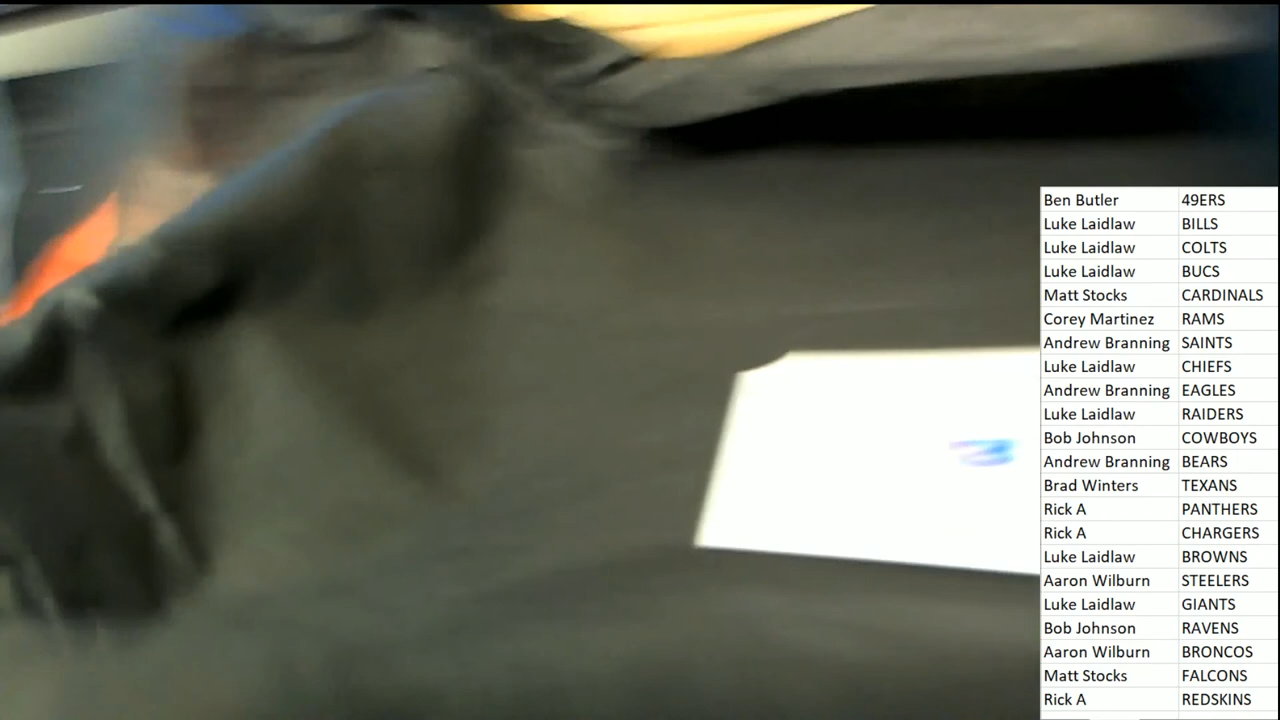 Ben Butler 49ERS
Luke Laidlaw BILLS
Luke Laidlaw COLTS
Luke Laidlaw BUCS
Matt Stocks CARDINALS
Corey Martinez RAMS
Andrew Branning SAINTS
Luke Laidlaw CHIEFS
Andrew Branning EAGLES
Luke Laidlaw RAIDERS
Bob Johnson COWBOYS
Andrew Branning BEARS
Brad Winters TEXANS
Rick A PANTHERS
Rick A CHARGERS
Luke Laidlaw BROWNS
Aaron Wilburn STEELERS
Luke Laidlaw GIANTS
Bob Johnson RAVENS
Aaron Wilburn BRONCOS
Matt Stocks FALCONS
Rick A REDSKINS